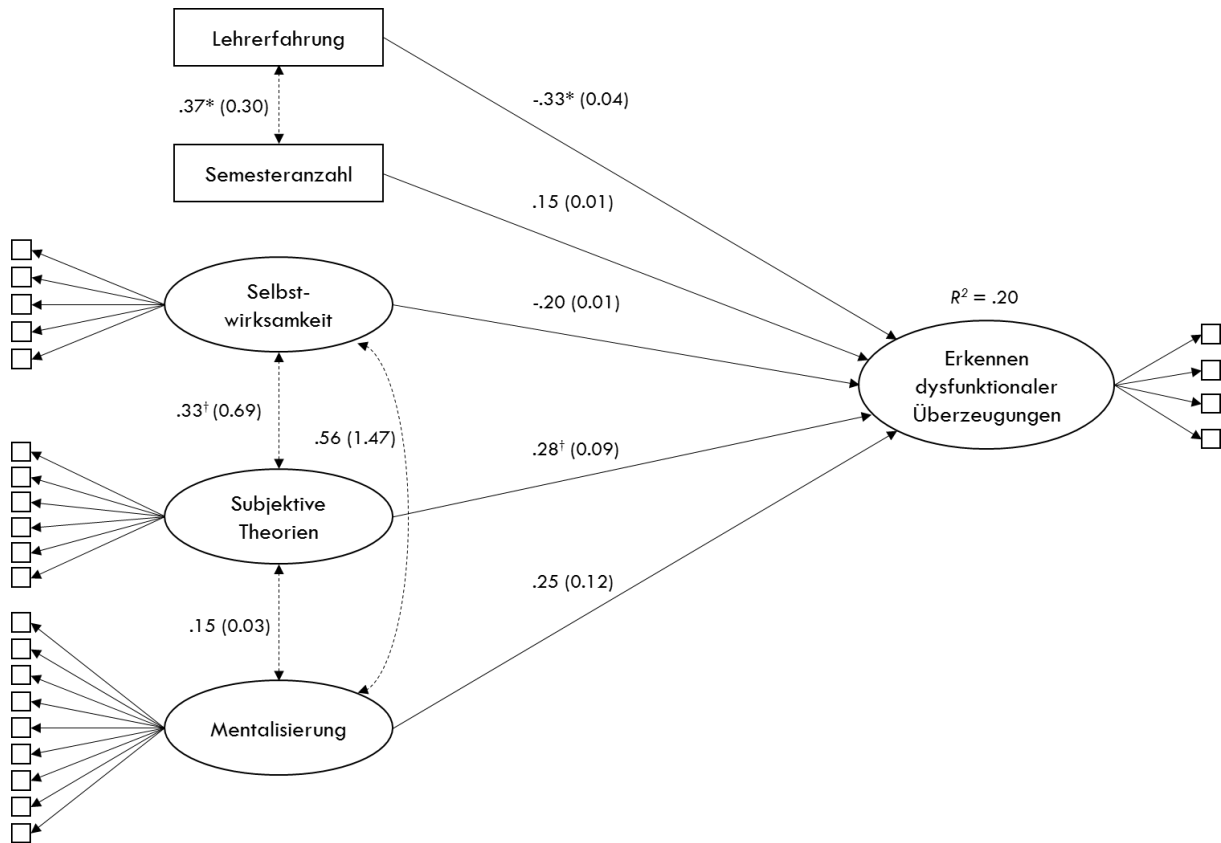 Lehrerfahrung
.37* (0.30)
-.33* (0.04)
Semesteranzahl
.15 (0.01)
Selbst-
wirksamkeit
-.20 (0.01)
R² = .20
Erkennen
dysfunktionaler
Überzeugungen
.33† (0.69)
.56 (1.47)
.28† (0.09)
Subjektive
Theorien
.25 (0.12)
.15 (0.03)
Mentalisierung